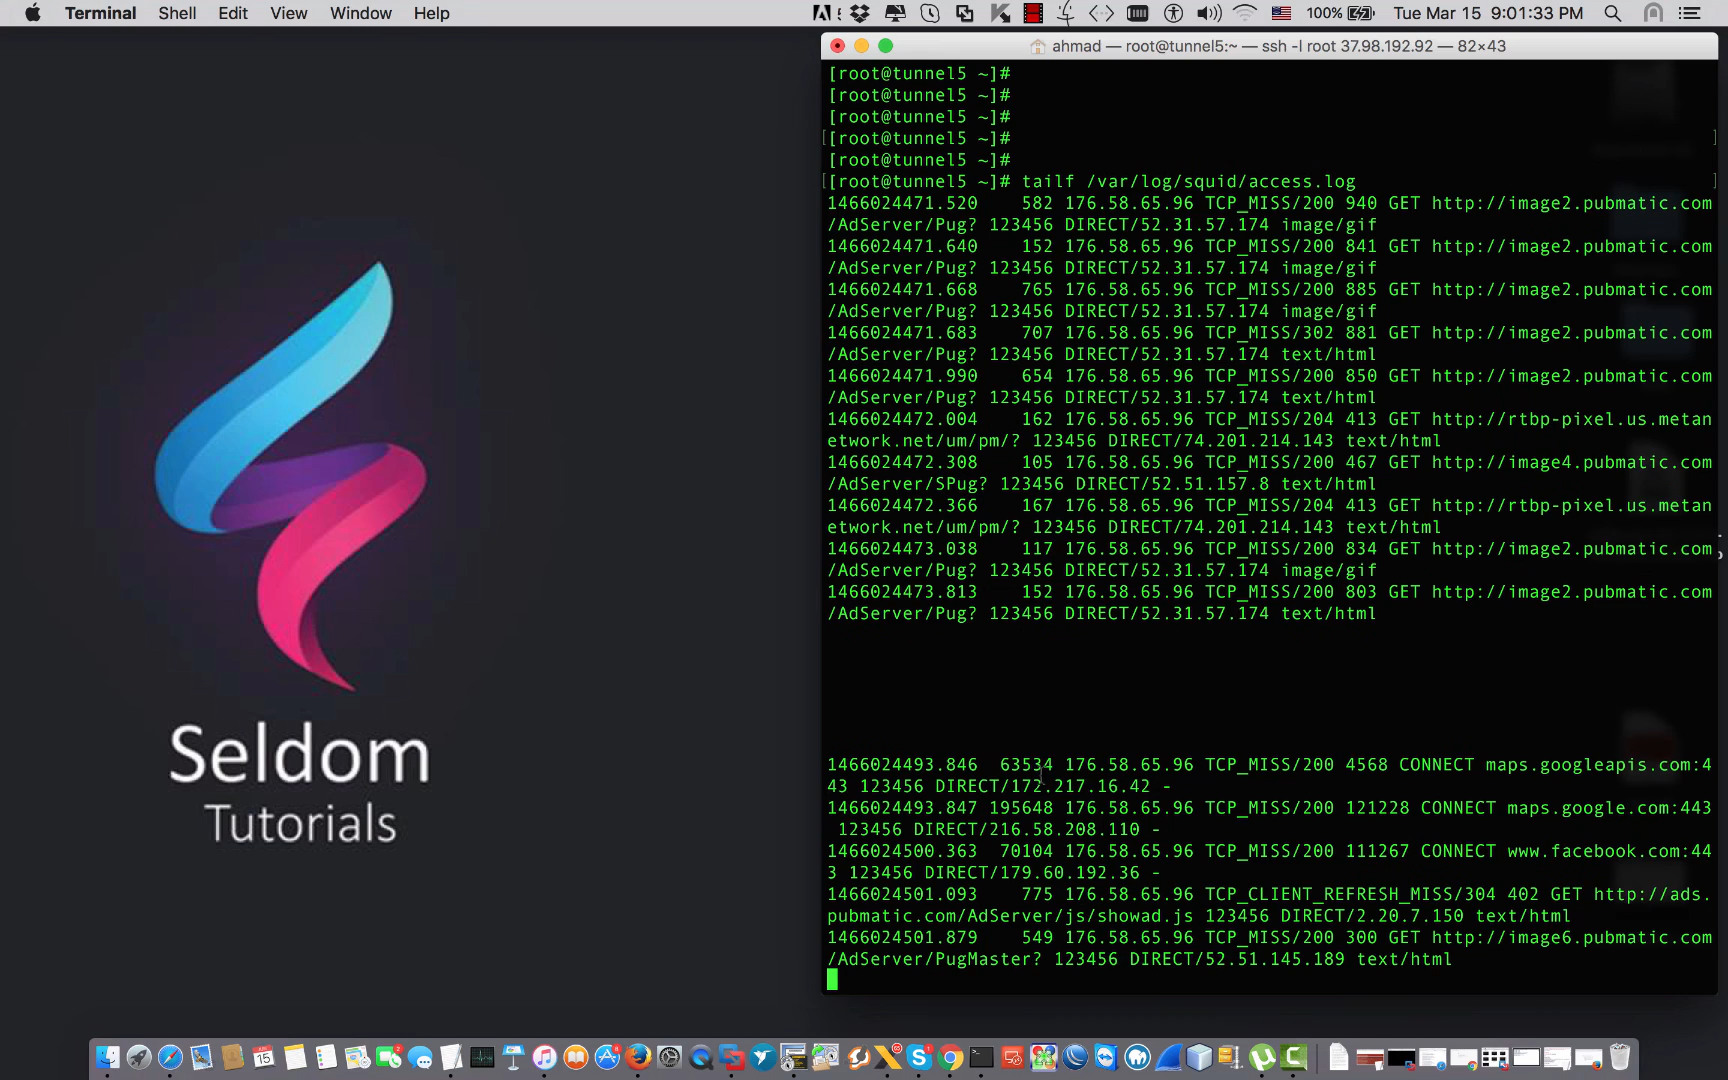 Terminal Shell Edit View Window Help 100% Tue Mar 15 9:01:33 PM
ahmad — root@tunnel5:~ — ssh -l root 37.98.192.92 — 82×43
[root@tunnel5 ~]#
[root@tunnel5 ~]#
[root@tunnel5 ~]#
[[root@tunnel5 ~]# ]
[root@tunnel5 ~]#
[[root@tunnel5 ~]# tailf /var/log/squid/access.log ]
1466024471.520    582 176.58.65.96 TCP_MISS/200 940 GET http://image2.pubmatic.com
/AdServer/Pug? 123456 DIRECT/52.31.57.174 image/gif
1466024471.640    152 176.58.65.96 TCP_MISS/200 841 GET http://image2.pubmatic.com
/AdServer/Pug? 123456 DIRECT/52.31.57.174 image/gif
1466024471.668    765 176.58.65.96 TCP_MISS/200 885 GET http://image2.pubmatic.com
/AdServer/Pug? 123456 DIRECT/52.31.57.174 image/gif
1466024471.683    707 176.58.65.96 TCP_MISS/302 881 GET http://image2.pubmatic.com
/AdServer/Pug? 123456 DIRECT/52.31.57.174 text/html
1466024471.990    654 176.58.65.96 TCP_MISS/200 850 GET http://image2.pubmatic.com
/AdServer/Pug? 123456 DIRECT/52.31.57.174 text/html
1466024472.004    162 176.58.65.96 TCP_MISS/204 413 GET http://rtbp-pixel.us.metan
etwork.net/um/pm/? 123456 DIRECT/74.201.214.143 text/html
1466024472.308    105 176.58.65.96 TCP_MISS/200 467 GET http://image4.pubmatic.com
/AdServer/SPug? 123456 DIRECT/52.51.157.8 text/html
1466024472.366    167 176.58.65.96 TCP_MISS/204 413 GET http://rtbp-pixel.us.metan
etwork.net/um/pm/? 123456 DIRECT/74.201.214.143 text/html
1466024473.038    117 176.58.65.96 TCP_MISS/200 834 GET http://image2.pubmatic.com
/AdServer/Pug? 123456 DIRECT/52.31.57.174 image/gif
1466024473.813    152 176.58.65.96 TCP_MISS/200 803 GET http://image2.pubmatic.com
/AdServer/Pug? 123456 DIRECT/52.31.57.174 text/html
1466024493.846  63534 176.58.65.96 TCP_MISS/200 4568 CONNECT maps.googleapis.com:4
43 123456 DIRECT/172.217.16.42 -
1466024493.847 195648 176.58.65.96 TCP_MISS/200 121228 CONNECT maps.google.com:443
 123456 DIRECT/216.58.208.110 -
1466024500.363  70104 176.58.65.96 TCP_MISS/200 111267 CONNECT www.facebook.com:44
3 123456 DIRECT/179.60.192.36 -
1466024501.093    775 176.58.65.96 TCP_CLIENT_REFRESH_MISS/304 402 GET http://ads.
pubmatic.com/AdServer/js/showad.js 123456 DIRECT/2.20.7.150 text/html
1466024501.879    549 176.58.65.96 TCP_MISS/200 300 GET http://image6.pubmatic.com
/AdServer/PugMaster? 123456 DIRECT/52.51.145.189 text/html
Seldom
Tutorials